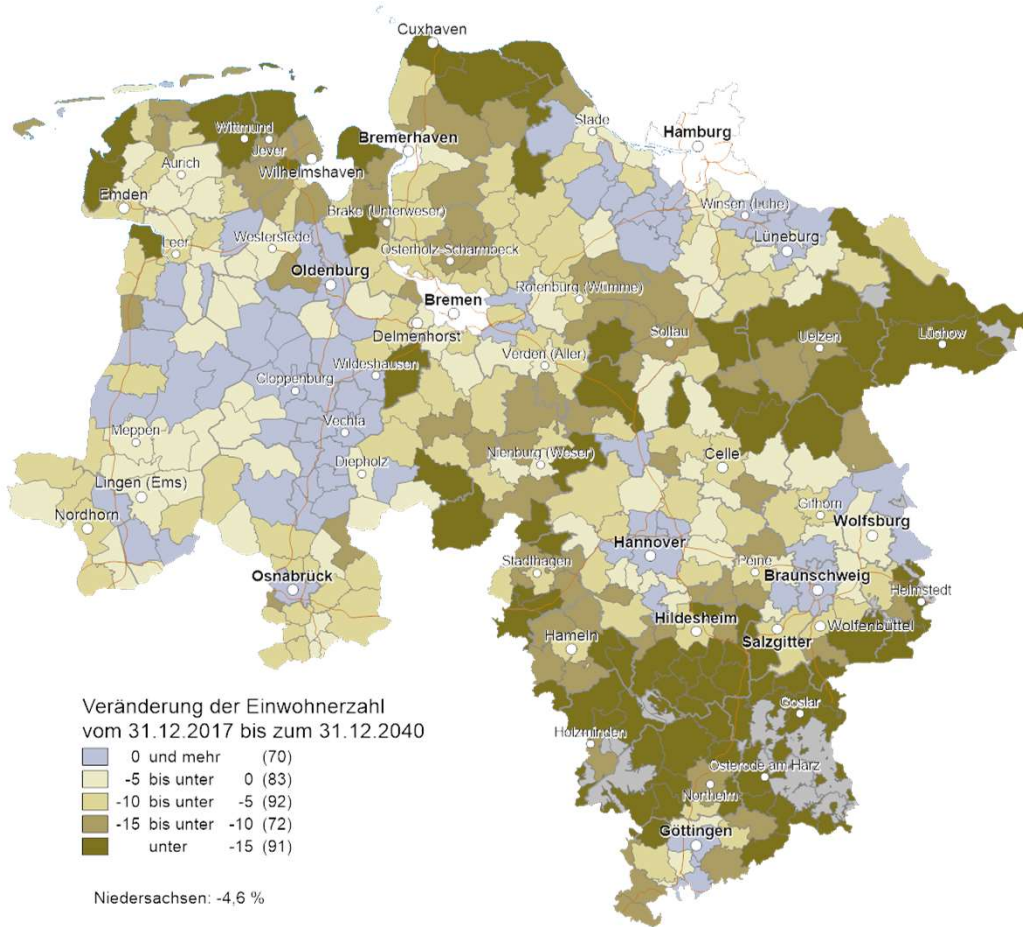 Cuxhaven
Stade
Hamburg
Wittmund
Jever
Bremerhaven
Aurich
Wilhelmshaven
Emden
Winsen (Luhe)
Brake (Unterweser)
Lüneburg
Leer
Westerstede
Osterholz-Scharmbeck
Oldenburg
Rotenburg (Wümme)
Bremen
Delmenhorst
Soltau
Uelzen
Lüchow
Verden (Aller)
Wildeshausen
Cloppenburg
Vechta
Meppen
Nienburg (Weser)
Celle
Diepholz
Lingen (Ems)
Gifhorn
Nordhorn
Wolfsburg
Hannover
Stadthagen
Peine
Osnabrück
Braunschweig
Helmstedt
Hildesheim
Wolfenbüttel
Salzgitter
Hameln
Goslar
Holzminden
Osterode am Harz
Northeim
Göttingen
Veränderung der Einwohnerzahl
vom 31.12.2017 bis zum 31.12.2040
0 und mehr (70)
-5 bis unter 0 (83)
-10 bis unter -5 (92)
-15 bis unter -10 (72)
unter -15 (91)
Niedersachsen: -4,6 %